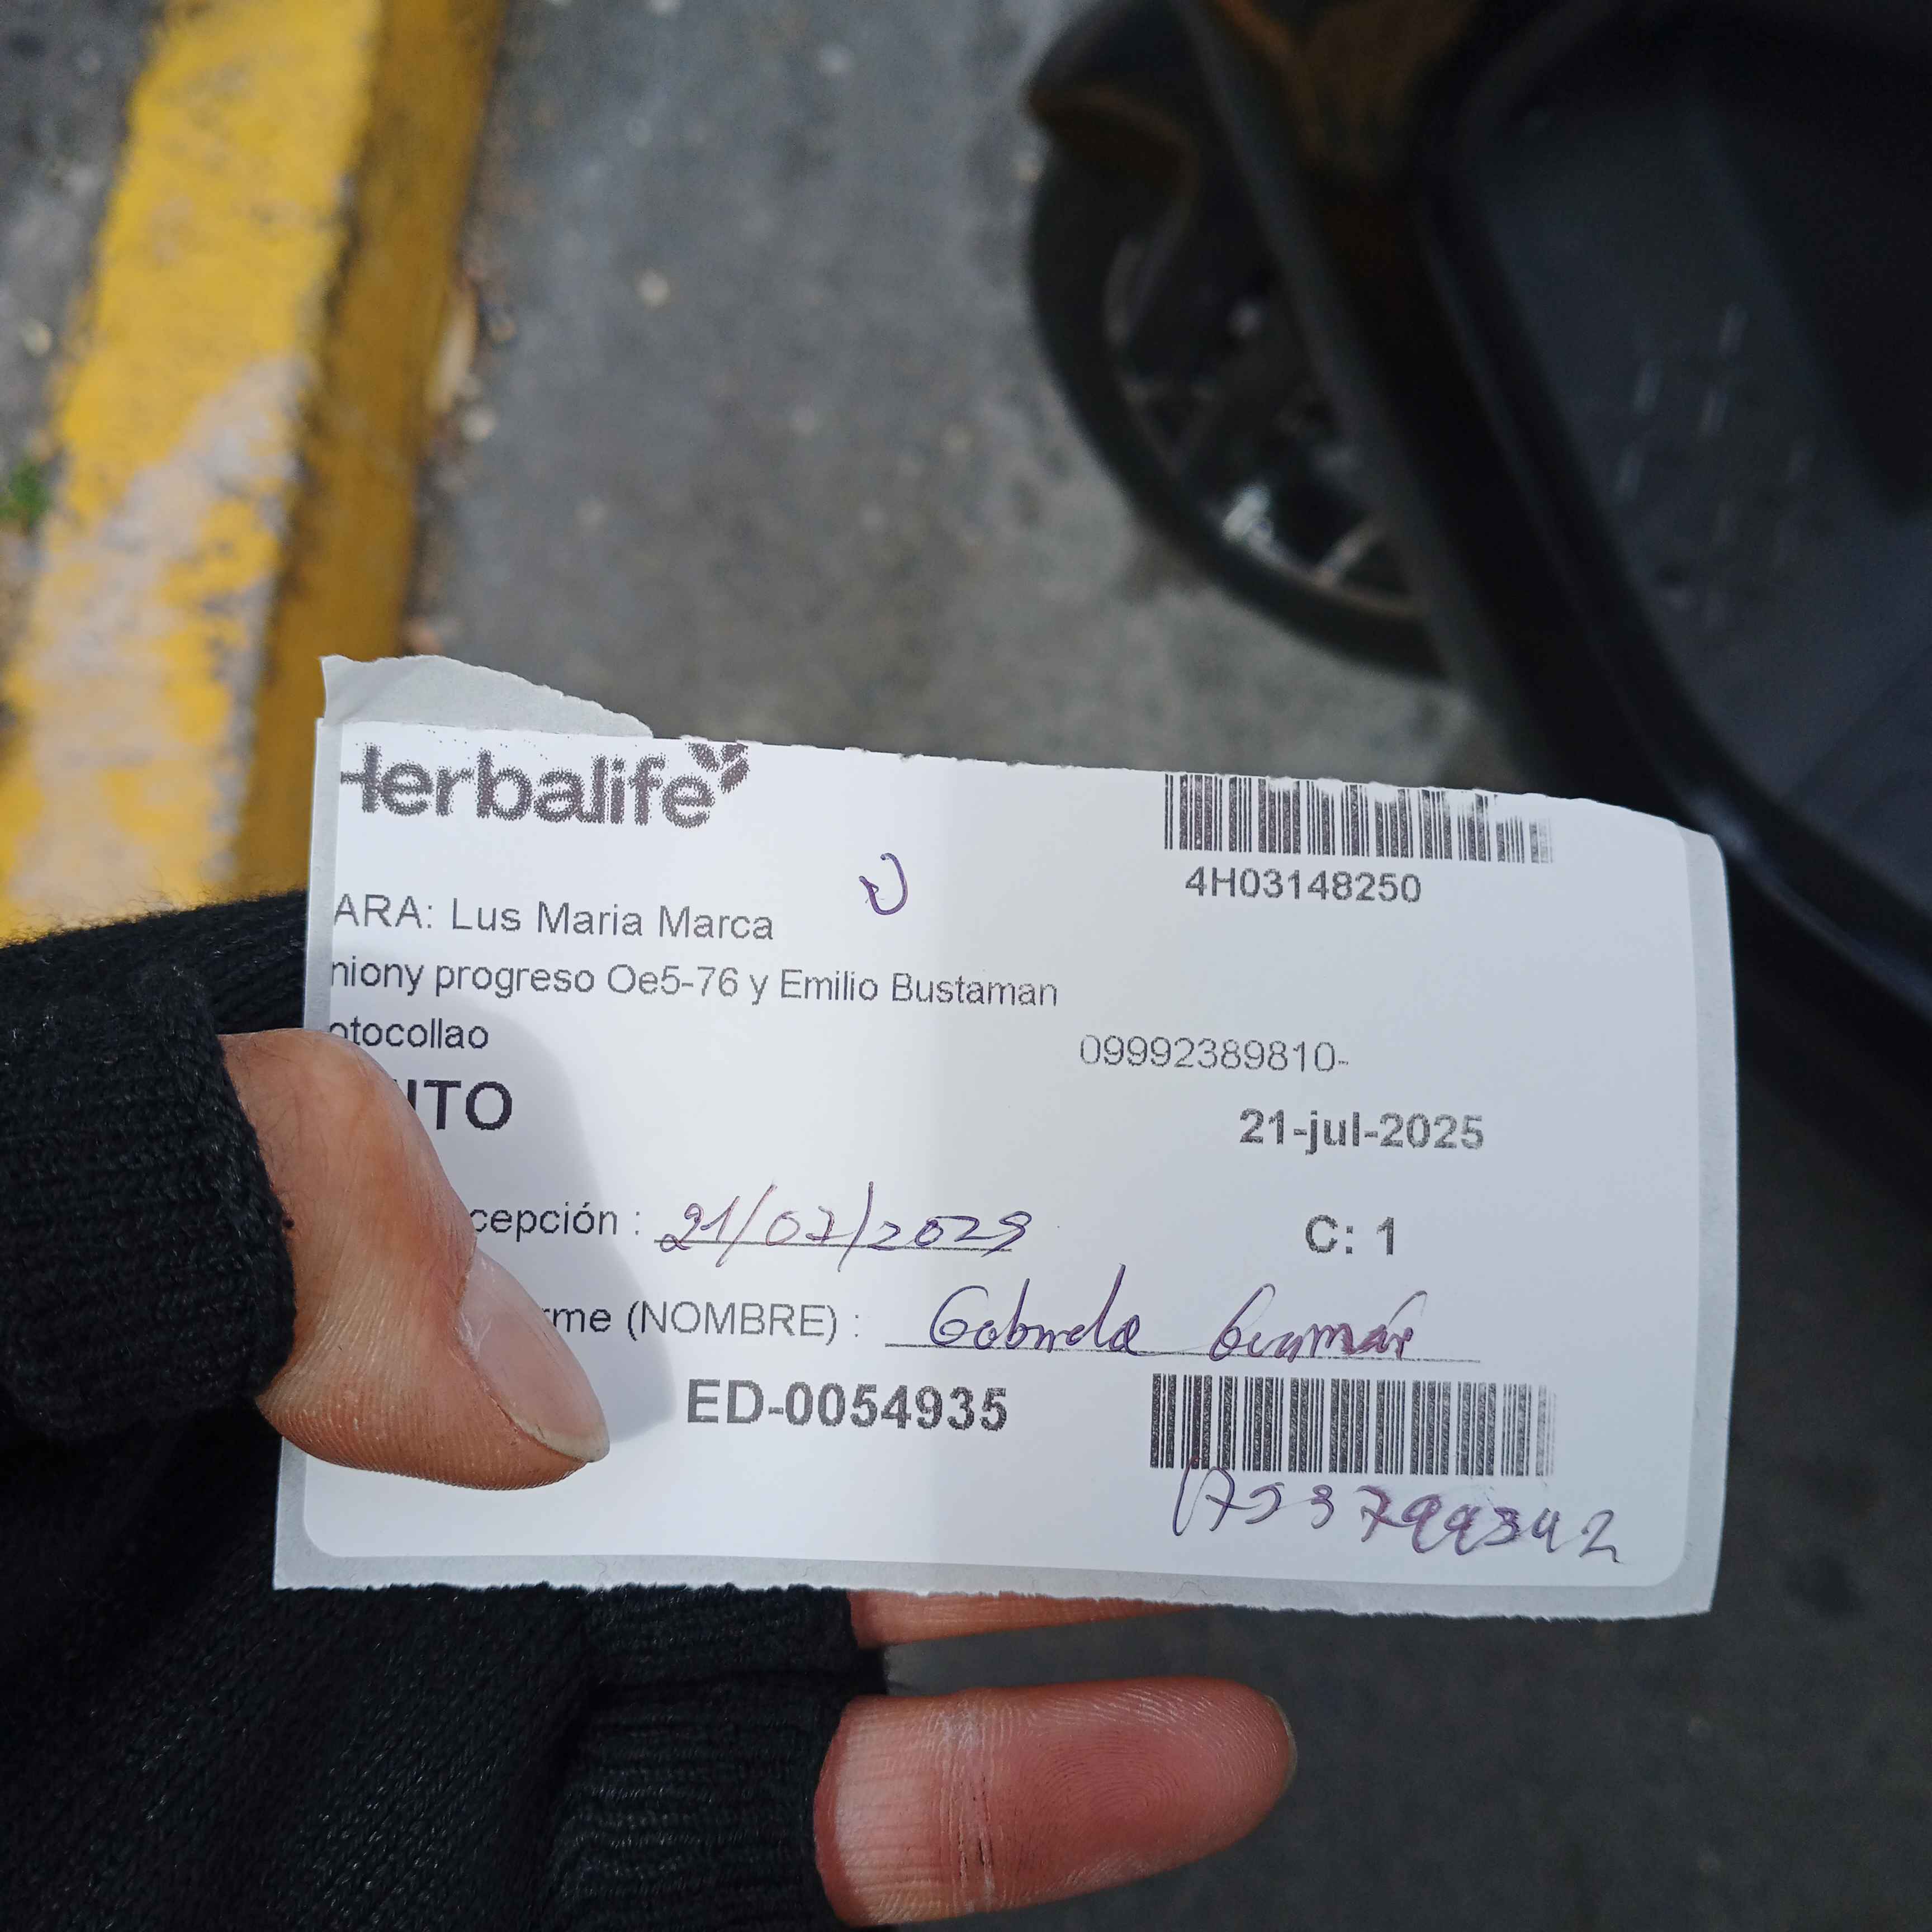 Herbalife
4H03148250
ARA: Lus Maria Marca
niony progreso Oe5-76 y Emilio Bustaman
otocollao
09992389810-
ITO
21-jul-2025
cepción : 21/07/2025
C: 1
rme (NOMBRE) : Gabriela Guamán
ED-0054935